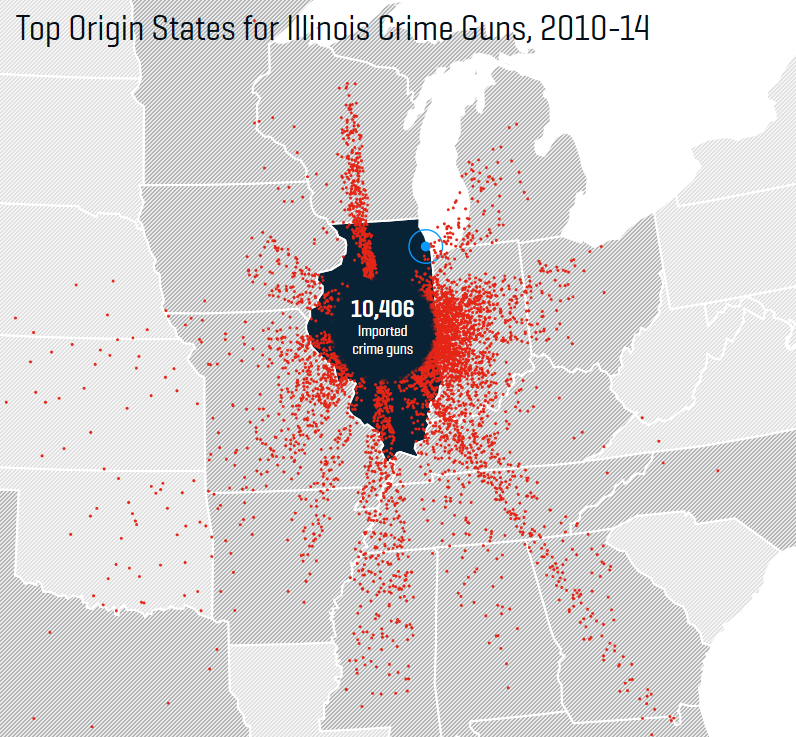 Top Origin States for Illinois Crime Guns, 2010-14
10,406
Imported
crime guns